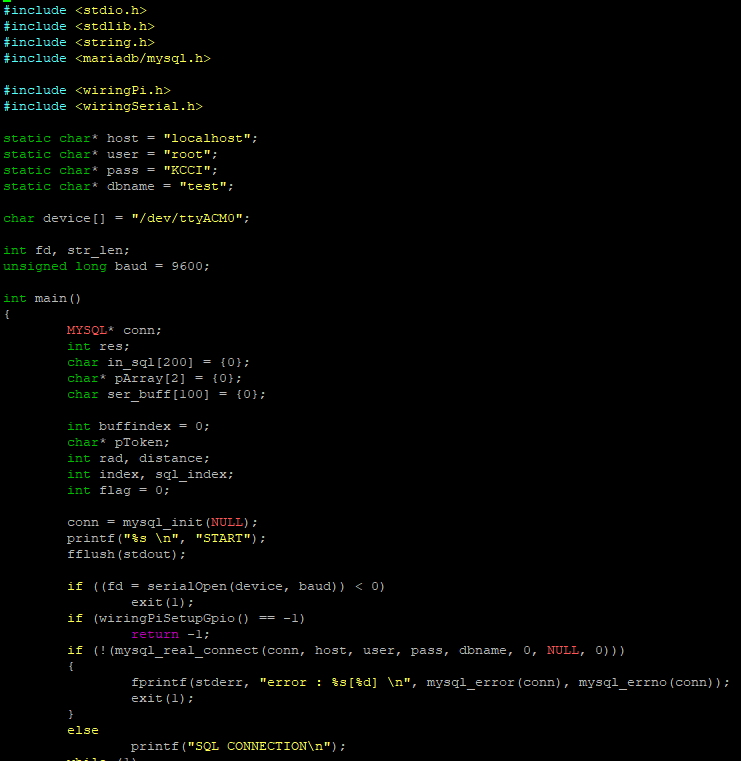 #include <stdio.h>
#include <stdlib.h>
#include <string.h>
#include <mariadb/mysql.h>

#include <wiringPi.h>
#include <wiringSerial.h>

static char* host = "localhost";
static char* user = "root";
static char* pass = "KCCI";
static char* dbname = "test";

char device[] = "/dev/ttyACM0";

int fd, str_len;
unsigned long baud = 9600;

int main()
{
        MYSQL* conn;
        int res;
        char in_sql[200] = {0};
        char* pArray[2] = {0};
        char ser_buff[100] = {0};

        int buffindex = 0;
        char* pToken;
        int rad, distance;
        int index, sql_index;
        int flag = 0;

        conn = mysql_init(NULL);
        printf("%s \n", "START");
        fflush(stdout);

        if ((fd = serialOpen(device, baud)) < 0)
                exit(1);
        if (wiringPiSetupGpio() == -1)
                return -1;
        if (!(mysql_real_connect(conn, host, user, pass, dbname, 0, NULL, 0)))
        {
                fprintf(stderr, "error : %s[%d] \n", mysql_error(conn), mysql_errno(conn));
                exit(1);
        }
        else
                printf("SQL CONNECTION\n");
        while (1)